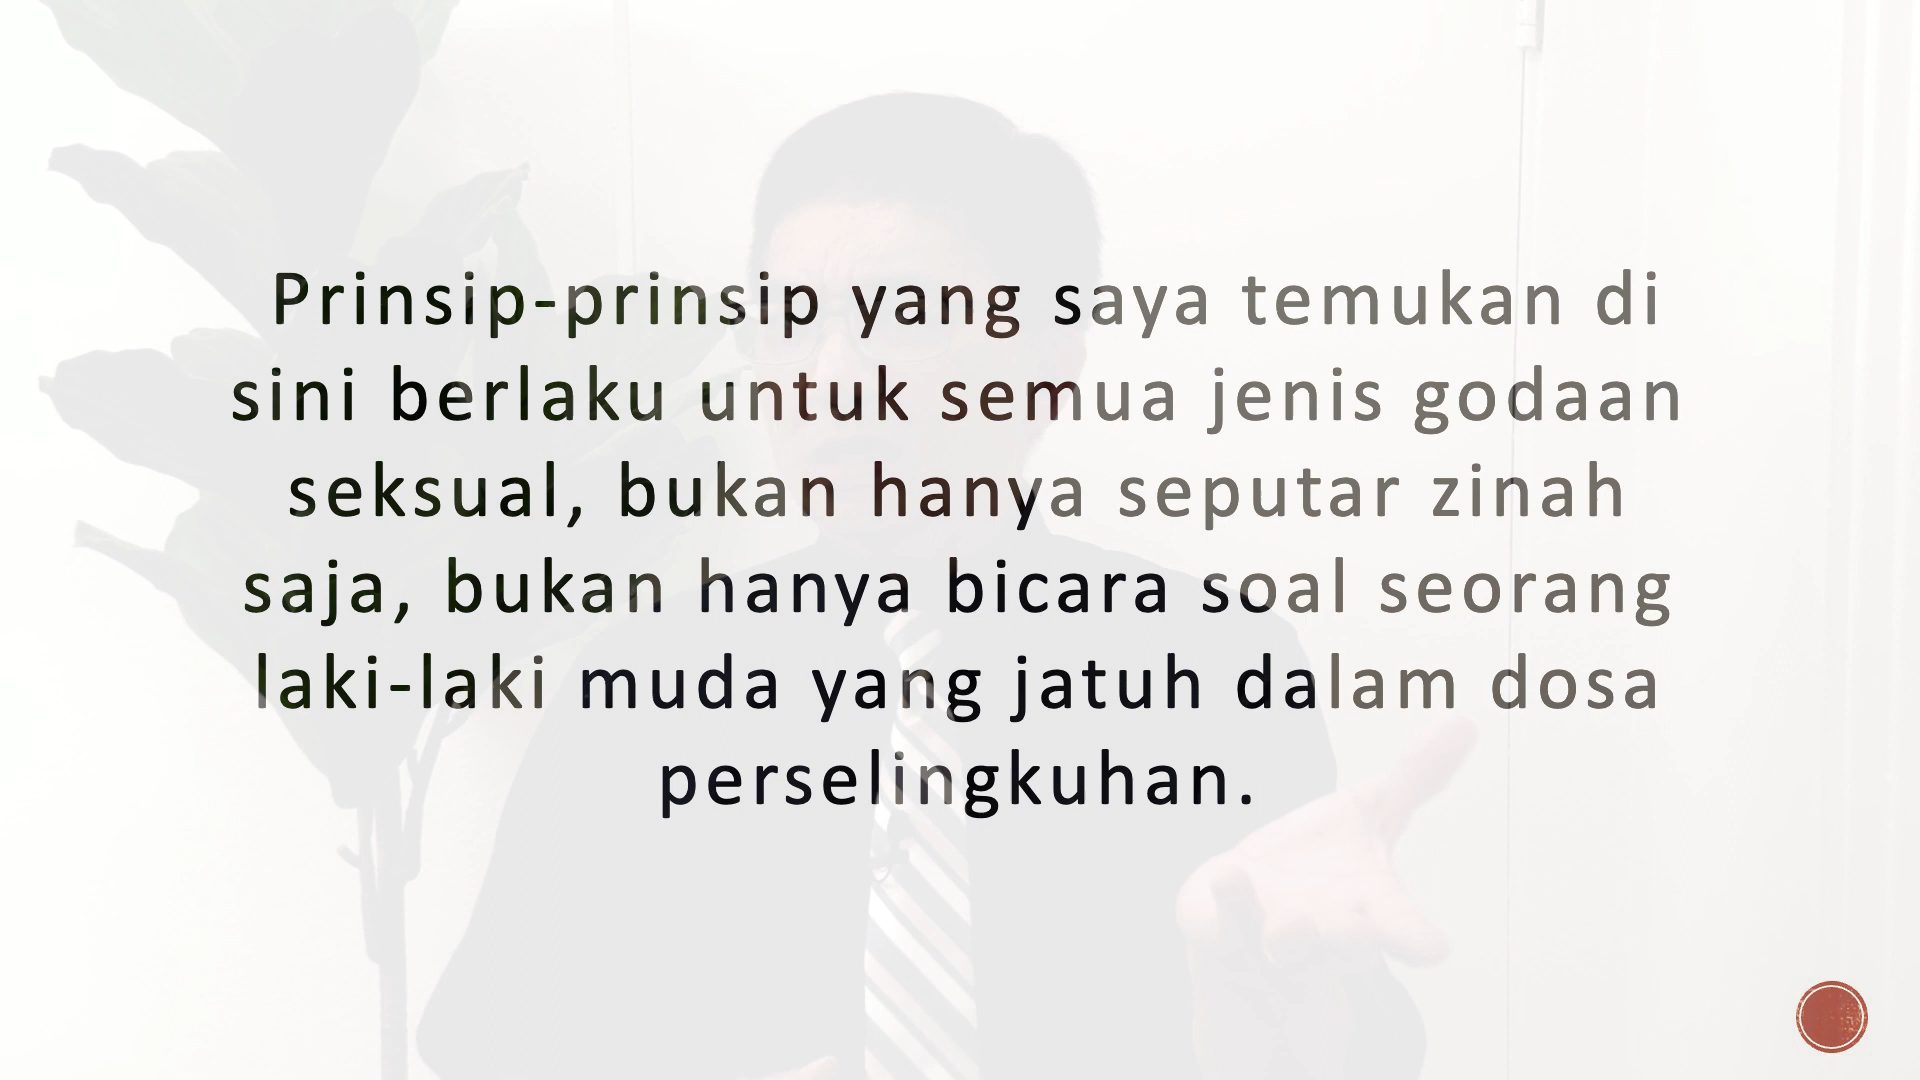 Prinsip-prinsip yang saya temukan di
sini berlaku untuk semua jenis godaan
seksual, bukan hanya seputar zinah
saja, bukan hanya bicara soal seorang
laki-laki muda yang jatuh dalam dosa
perselingkuhan.